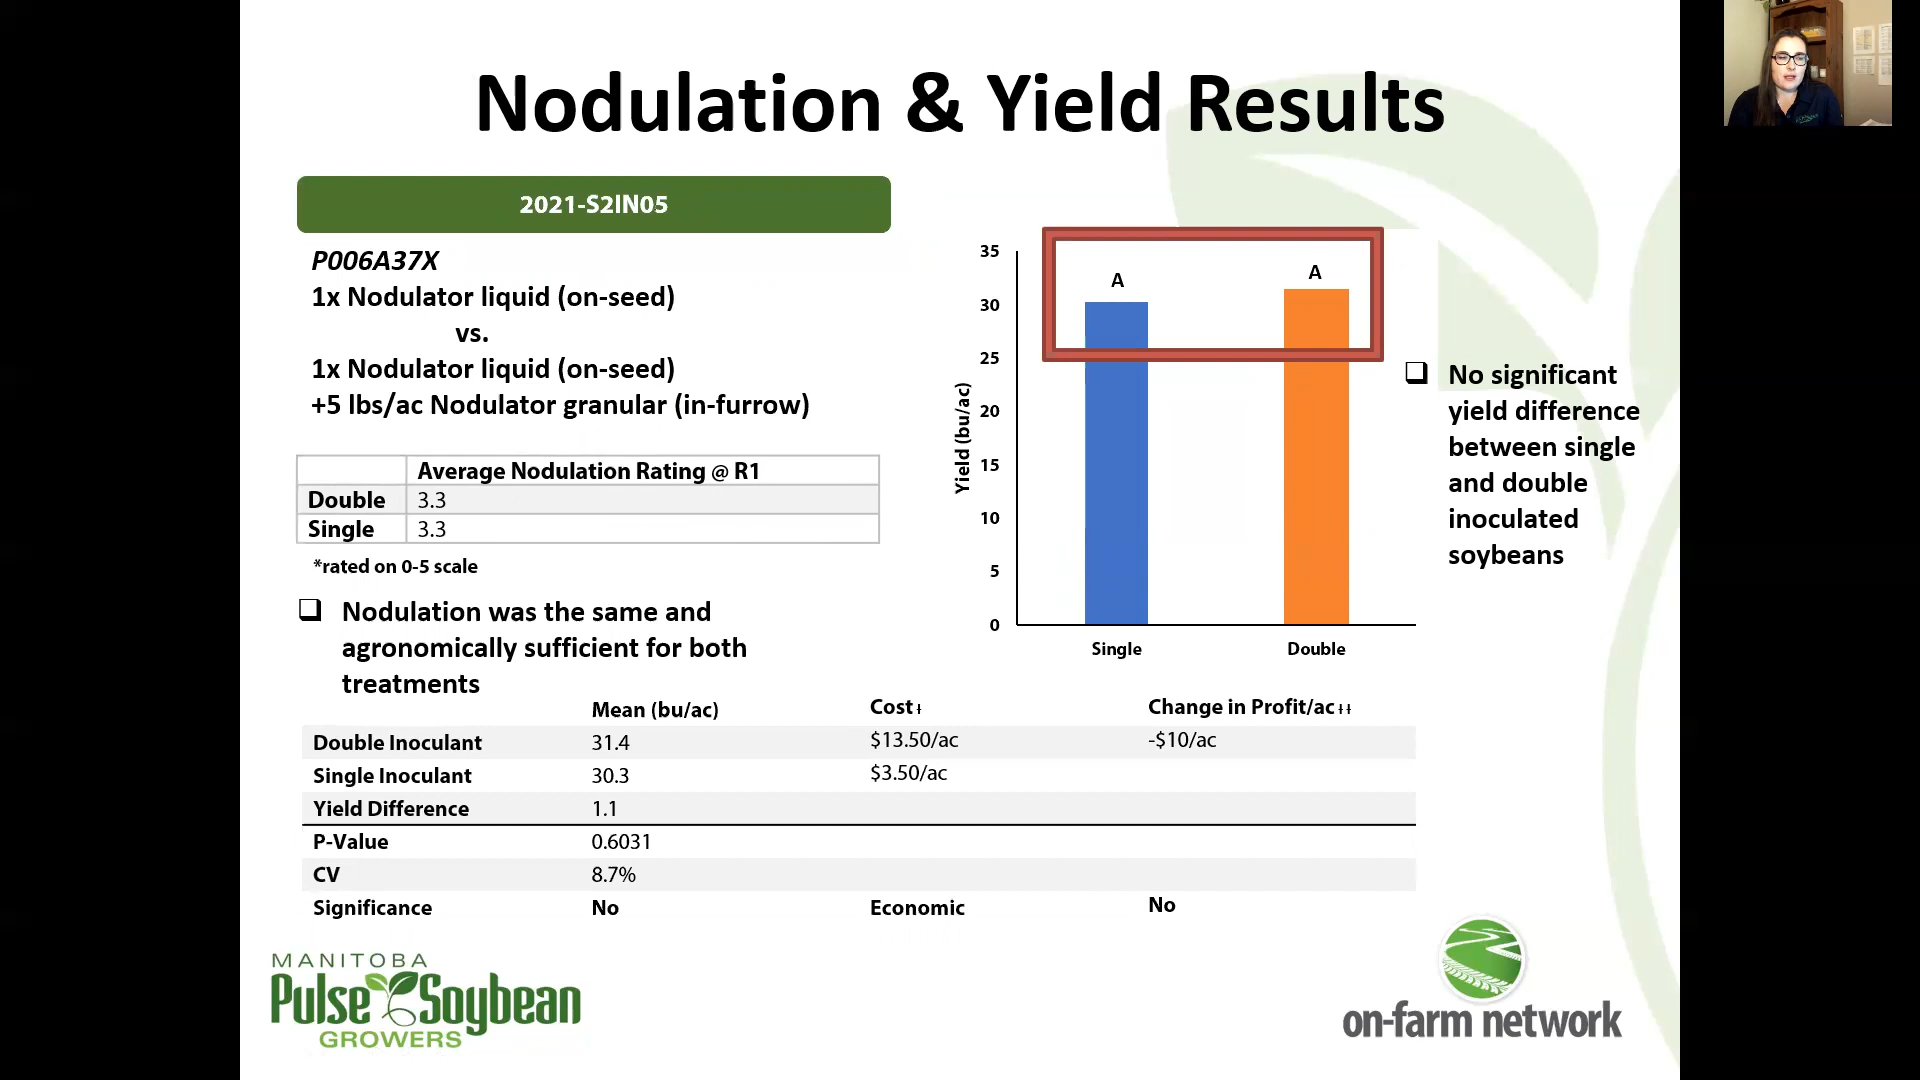 Nodulation & Yield Results
2021-S2IN05
P006A37X
1x Nodulator liquid (on-seed)
vs.
1x Nodulator liquid (on-seed)
+5 lbs/ac Nodulator granular (in-furrow)
Average Nodulation Rating @ R1
Double 3.3
Single 3.3
*rated on 0-5 scale
❑ Nodulation was the same and
agronomically sufficient for both
treatments
35
30
25
20
15
10
5
0
Yield (bu/ac)
A A
Single Double
❑ No significant
yield difference
between single
and double
inoculated
soybeans
Mean (bu/ac) Costƚ Change in Profit/acƚƚ
Double Inoculant 31.4 $13.50/ac -$10/ac
Single Inoculant 30.3 $3.50/ac
Yield Difference 1.1
P-Value 0.6031
CV 8.7%
Significance No Economic No
MANITOBA
Pulse Soybean
GROWERS
on-farm network